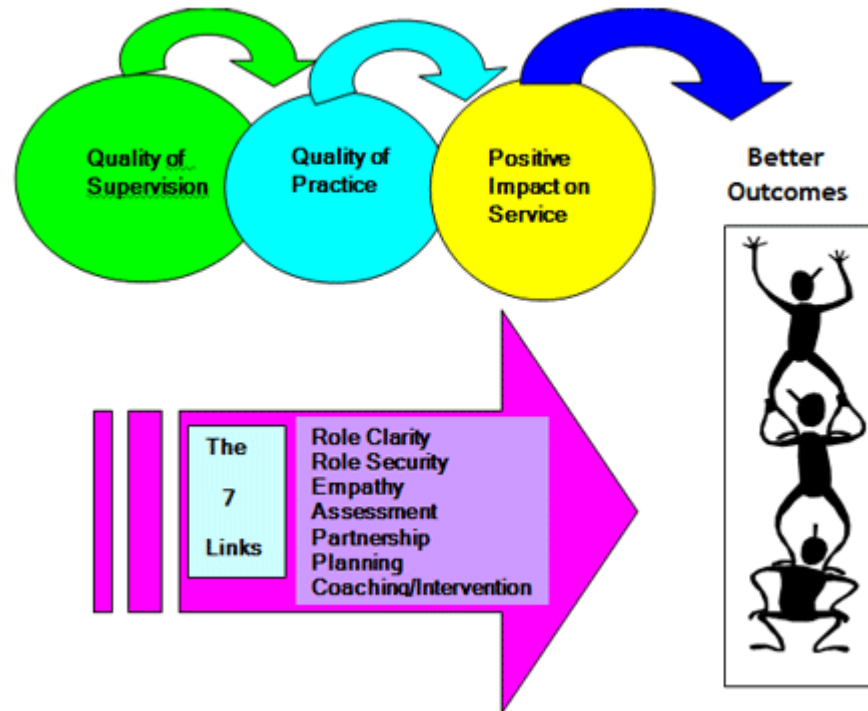 Quality of
Supervision
Quality of
Practice
Positive
Impact on
Service
Better
Outcomes
The
7
Links
Role Clarity
Role Security
Empathy
Assessment
Partnership
Planning
Coaching/Intervention